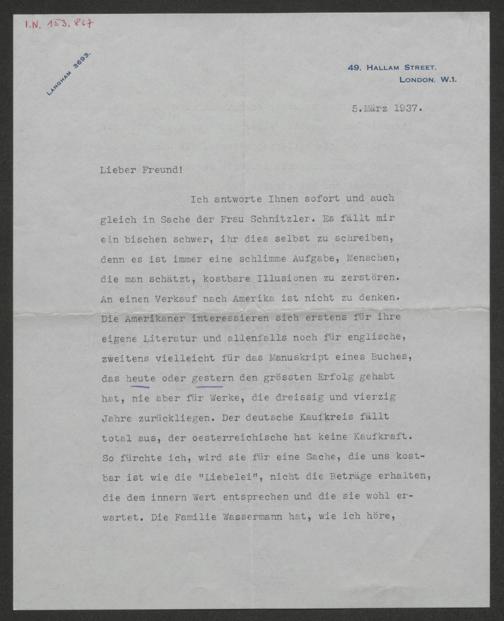 I.N. 153.867
LANGHAM 3693.
49, HALLAM STREET,
LONDON, W.1.
5.März 1937.
Lieber Freund!
Ich antworte Ihnen sofort und auch
gleich in Sache der Frau Schnitzler. Es fällt mir
ein bischen schwer, ihr dies selbst zu schreiben,
denn es ist immer eine schlimme Aufgabe, Menschen,
die man schätzt, kostbare Illusionen zu zerstören.
An einen Verkauf nach Amerika ist nicht zu denken.
Die Amerikaner interessieren sich erstens für ihre
eigene Literatur und allenfalls noch für englische,
zweitens vielleicht für das Manuskript eines Buches,
das heute oder gestern den grössten Erfolg gehabt
hat, nie aber für Werke, die dreissig und vierzig
Jahre zurückliegen. Der deutsche Kaufkreis fällt
total aus, der oesterreichische hat keine Kaufkraft.
So fürchte ich, wird sie für eine Sache, die uns kost-
bar ist wie die "Liebelei", nicht die Beträge erhalten,
die dem innern Wert entsprechen und die sie wohl er-
wartet. Die Familie Wassermann hat, wie ich höre,